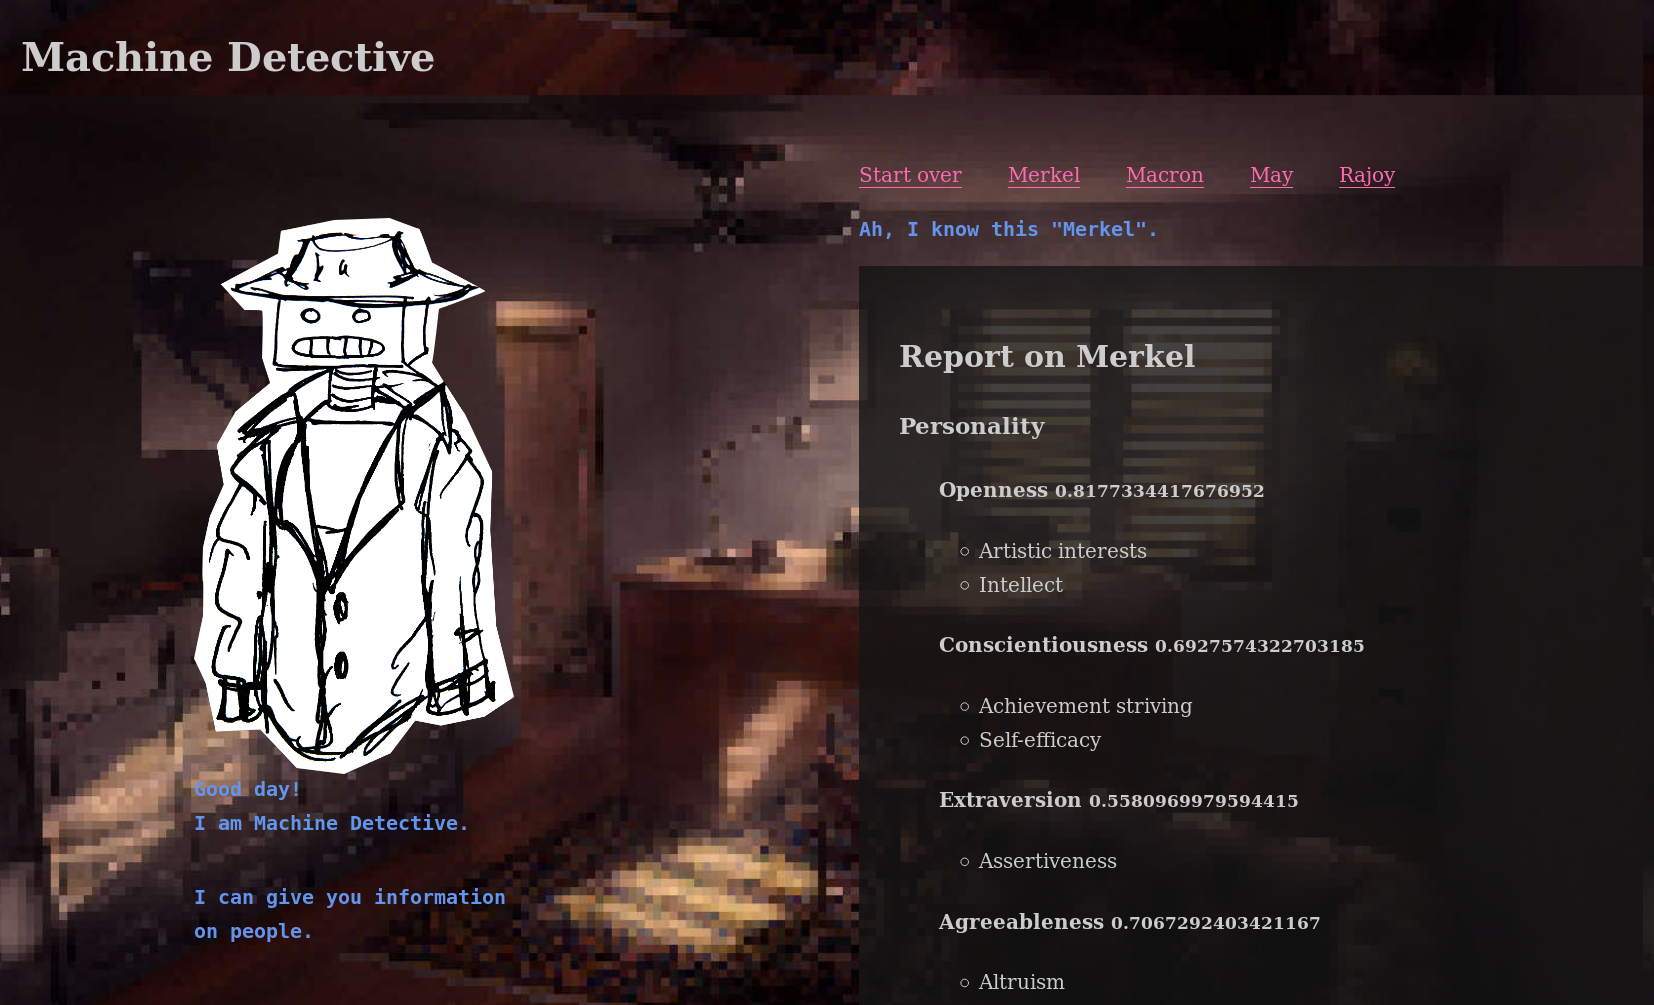 Machine Detective
Start over Merkel Macron May Rajoy
Ah, I know this "Merkel".
Report on Merkel
Personality
Openness 0.8177334417676952
Artistic interests
Intellect
Conscientiousness 0.6927574322703185
Achievement striving
Self-efficacy
Extraversion 0.5580969979594415
Assertiveness
Agreeableness 0.7067292403421167
Altruism
Good day!
I am Machine Detective.
I can give you information
on people.